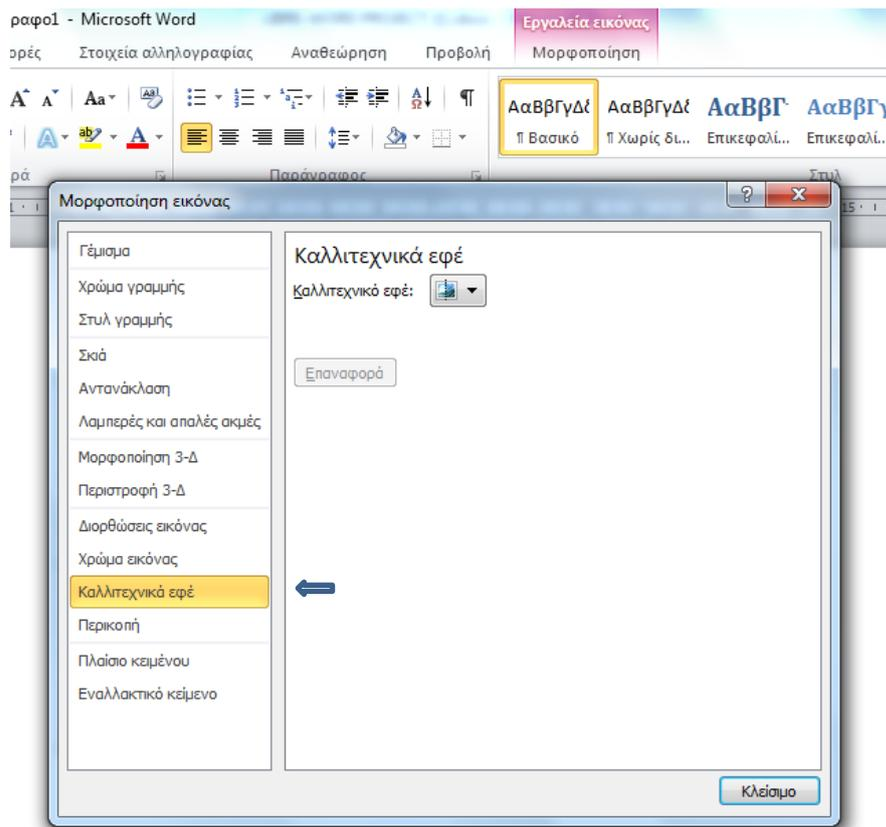 ραφο1 - Microsoft Word
Εργαλεία εικόνας
ορές Στοιχεία αλληλογραφίας Αναθεώρηση Προβολή Μορφοποίηση
Aa
ΑαΒβΓγΔδ ΑαΒβΓγΔδ ΑαΒβΓ ΑαΒβΓγ
¶ Βασικό ¶ Χωρίς δι... Επικεφαλί... Επικεφαλί...
ρά Παράγραφος Στυλ
Μορφοποίηση εικόνας
15
Γέμισμα
Χρώμα γραμμής
Στυλ γραμμής
Σκιά
Αντανάκλαση
Λαμπερές και απαλές ακμές
Μορφοποίηση 3-Δ
Περιστροφή 3-Δ
Διορθώσεις εικόνας
Χρώμα εικόνας
Καλλιτεχνικά εφέ
Περικοπή
Πλαίσιο κειμένου
Εναλλακτικό κείμενο
Καλλιτεχνικά εφέ
Καλλιτεχνικό εφέ:
Επαναφορά
Κλείσιμο